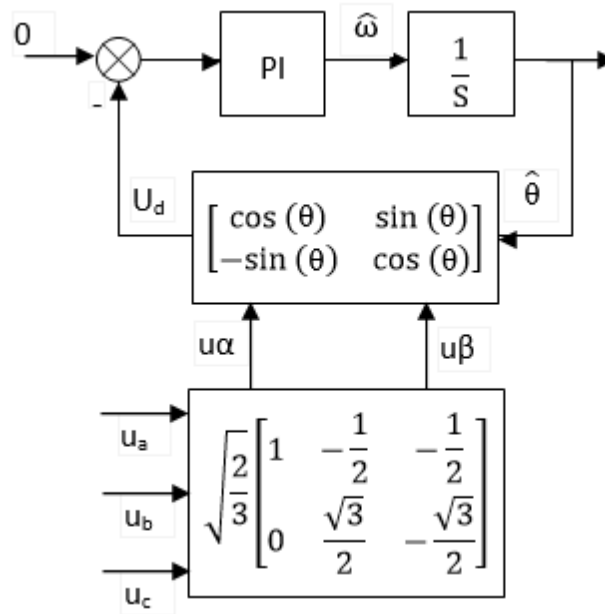 0
PI
ω̂
1/S
-
U_d
[cos (θ) sin (θ)
−sin (θ) cos (θ)]
θ̂
uα
uβ
u_a
u_b
u_c
√(2/3) [1 −1/2 −1/2
0 √3/2 −√3/2]